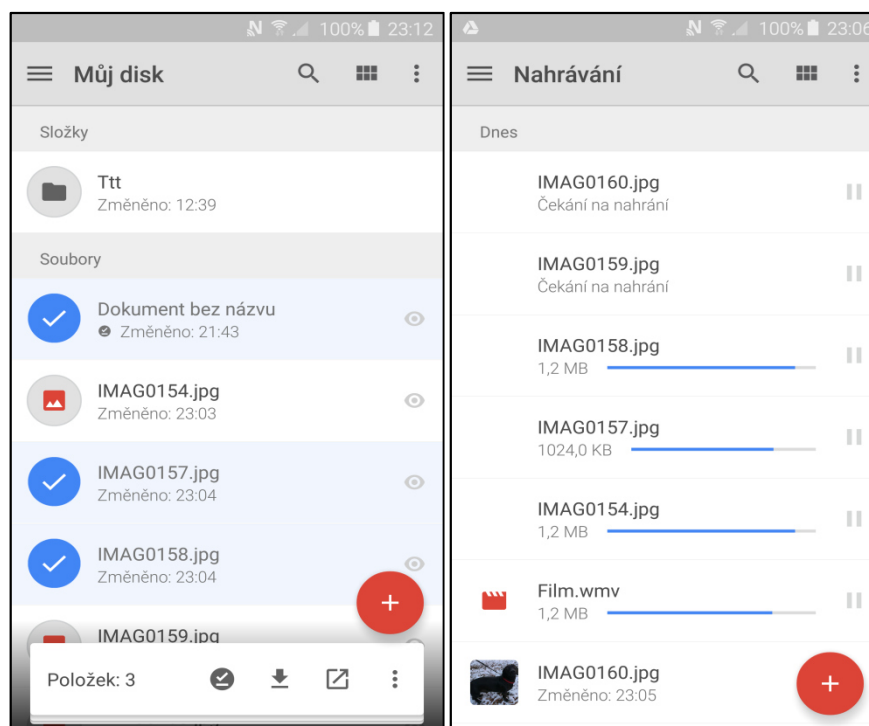 100% 23:12
Můj disk
Složky
Ttt
Změněno: 12:39
Soubory
Dokument bez názvu
Změněno: 21:43
IMAG0154.jpg
Změněno: 23:03
IMAG0157.jpg
Změněno: 23:04
IMAG0158.jpg
Změněno: 23:04
IMAG0159.jpg
Položek: 3
100% 23:06
Nahrávání
Dnes
IMAG0160.jpg
Čekání na nahrání
IMAG0159.jpg
Čekání na nahrání
IMAG0158.jpg
1,2 MB
IMAG0157.jpg
1024,0 KB
IMAG0154.jpg
1,2 MB
Film.wmv
1,2 MB
IMAG0160.jpg
Změněno: 23:05